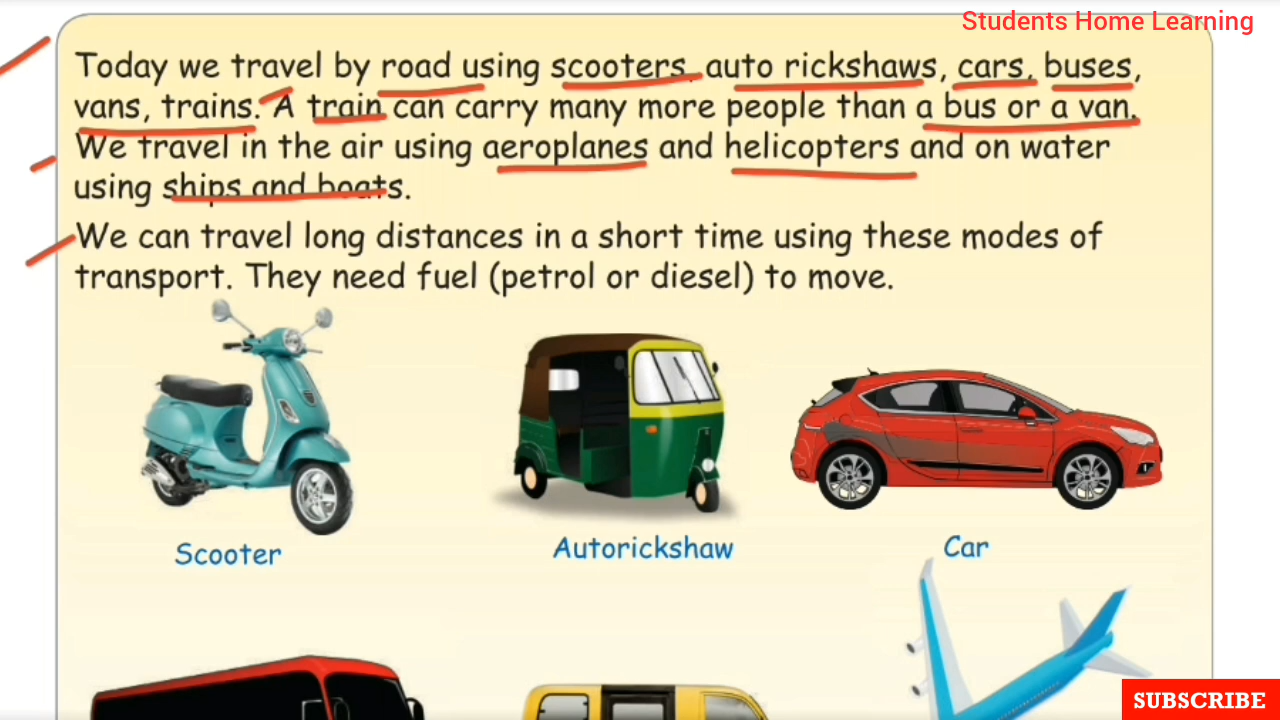 Students Home Learning
Today we travel by road using scooters, auto rickshaws, cars, buses,
vans, trains. A train can carry many more people than a bus or a van.
We travel in the air using aeroplanes and helicopters and on water
using ships and boats.
We can travel long distances in a short time using these modes of
transport. They need fuel (petrol or diesel) to move.
Scooter
Autorickshaw
Car
SUBSCRIBE